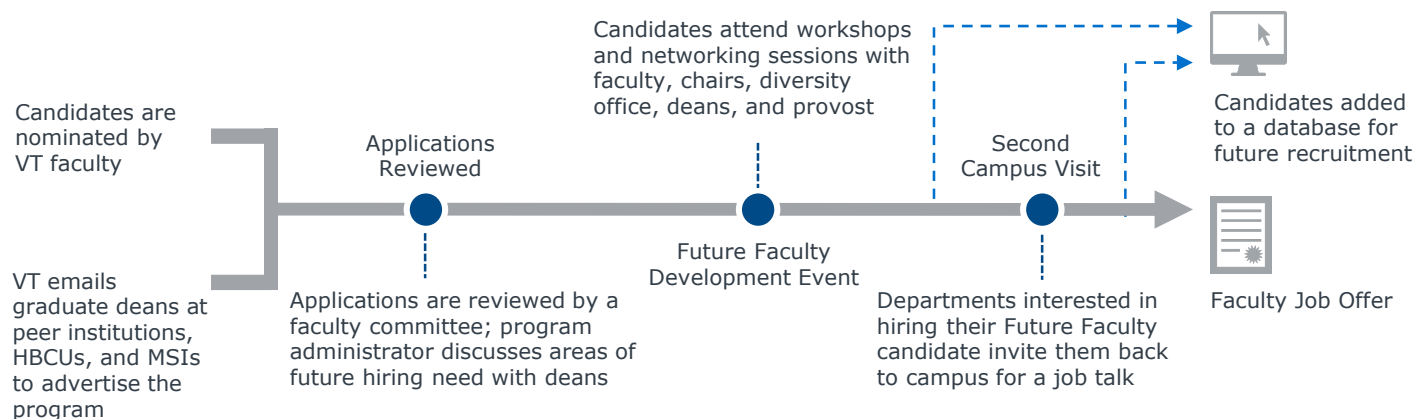 Candidates are
nominated by
VT faculty
VT emails
graduate deans at
peer institutions,
HBCUs, and MSIs
to advertise the
program
Applications
Reviewed
Applications are reviewed by a
faculty committee; program
administrator discusses areas of
future hiring need with deans
Candidates attend workshops
and networking sessions with
faculty, chairs, diversity
office, deans, and provost
Future Faculty
Development Event
Second
Campus Visit
Departments interested in
hiring their Future Faculty
candidate invite them back
to campus for a job talk
Candidates added
to a database for
future recruitment
Faculty Job Offer